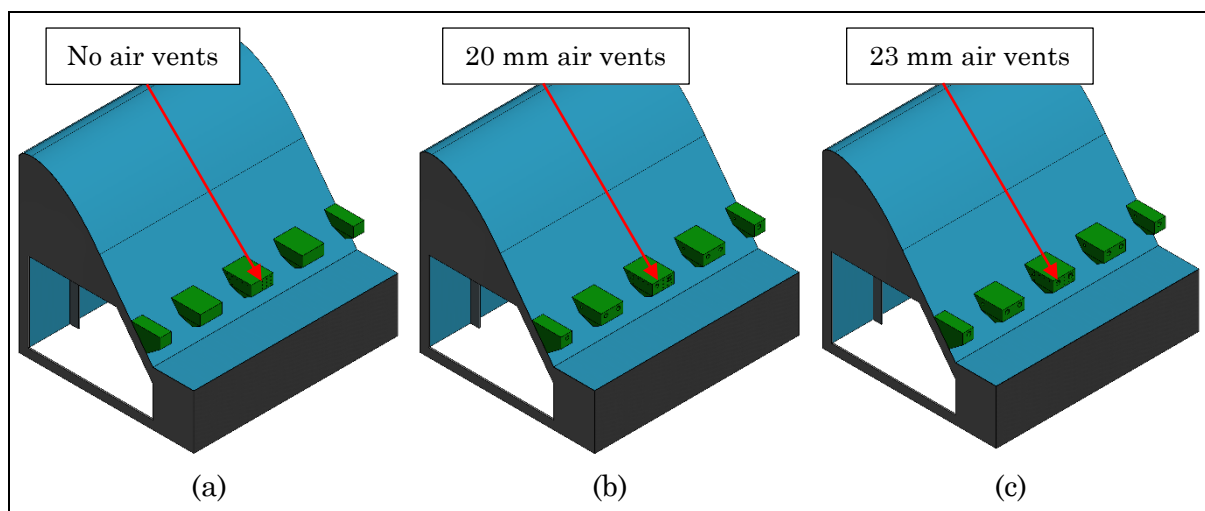 No air vents
20 mm air vents
23 mm air vents
(a)
(b)
(c)